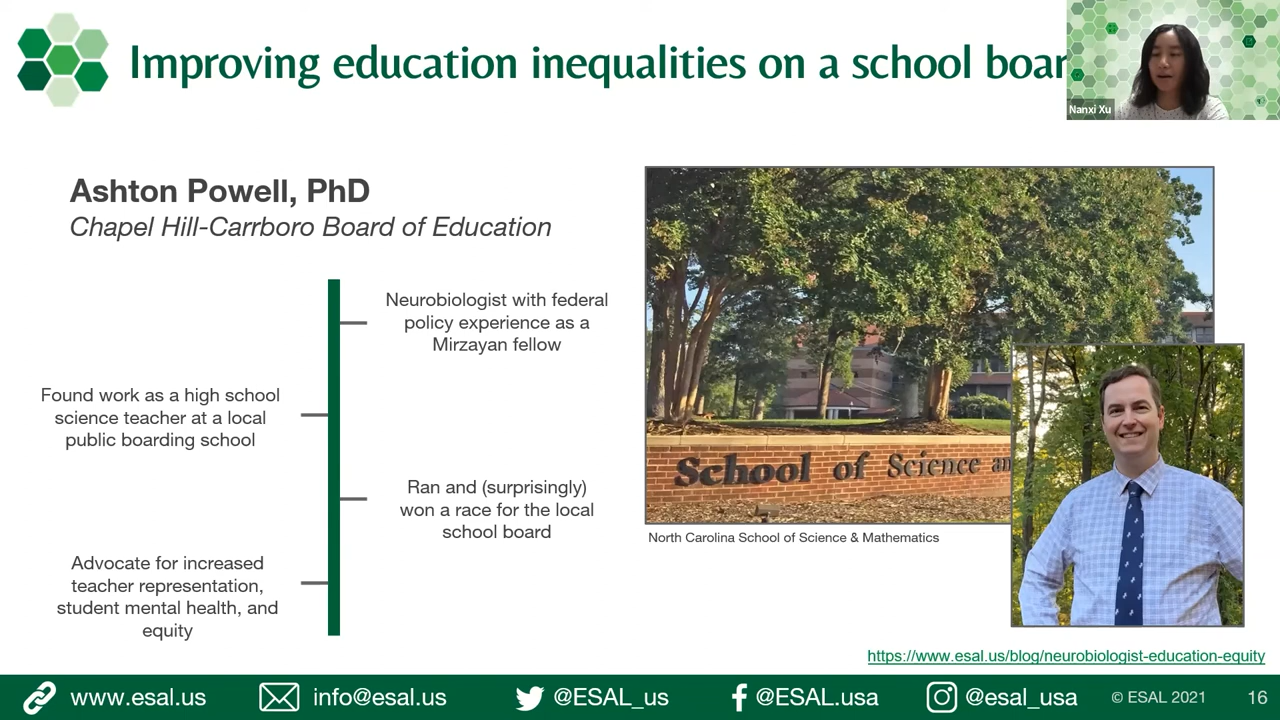 Improving education inequalities on a school boar
Nanxi Xu
Ashton Powell, PhD
Chapel Hill-Carrboro Board of Education
Neurobiologist with federal
policy experience as a
Mirzayan fellow
Found work as a high school
science teacher at a local
public boarding school
Ran and (surprisingly)
won a race for the local
school board
Advocate for increased
teacher representation,
student mental health, and
equity
School of Science an
North Carolina School of Science & Mathematics
https://www.esal.us/blog/neurobiologist-education-equity
www.esal.us info@esal.us @ESAL_us @ESAL.usa @esal_usa © ESAL 2021 16